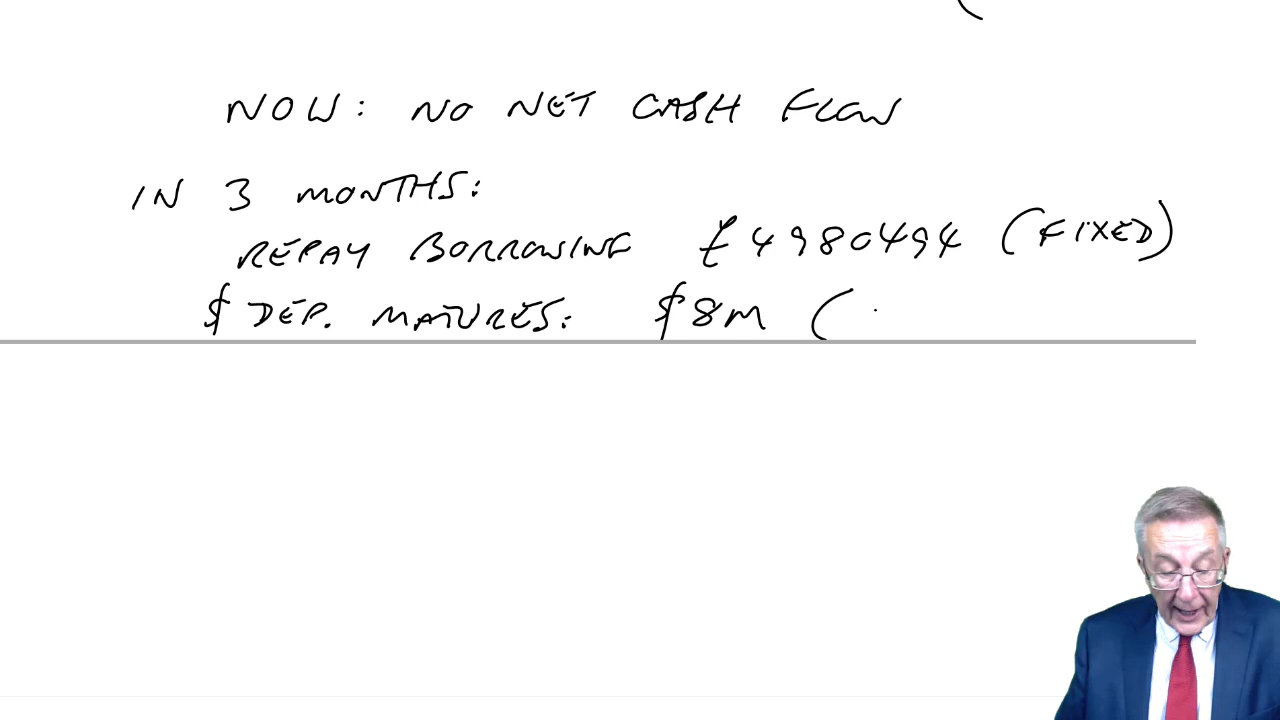 NOW: NO NET CASH FLOW
IN 3 MONTHS:
REPAY BORROWING £4980494 (FIXED)
$ DEP. MATURES: $8M (